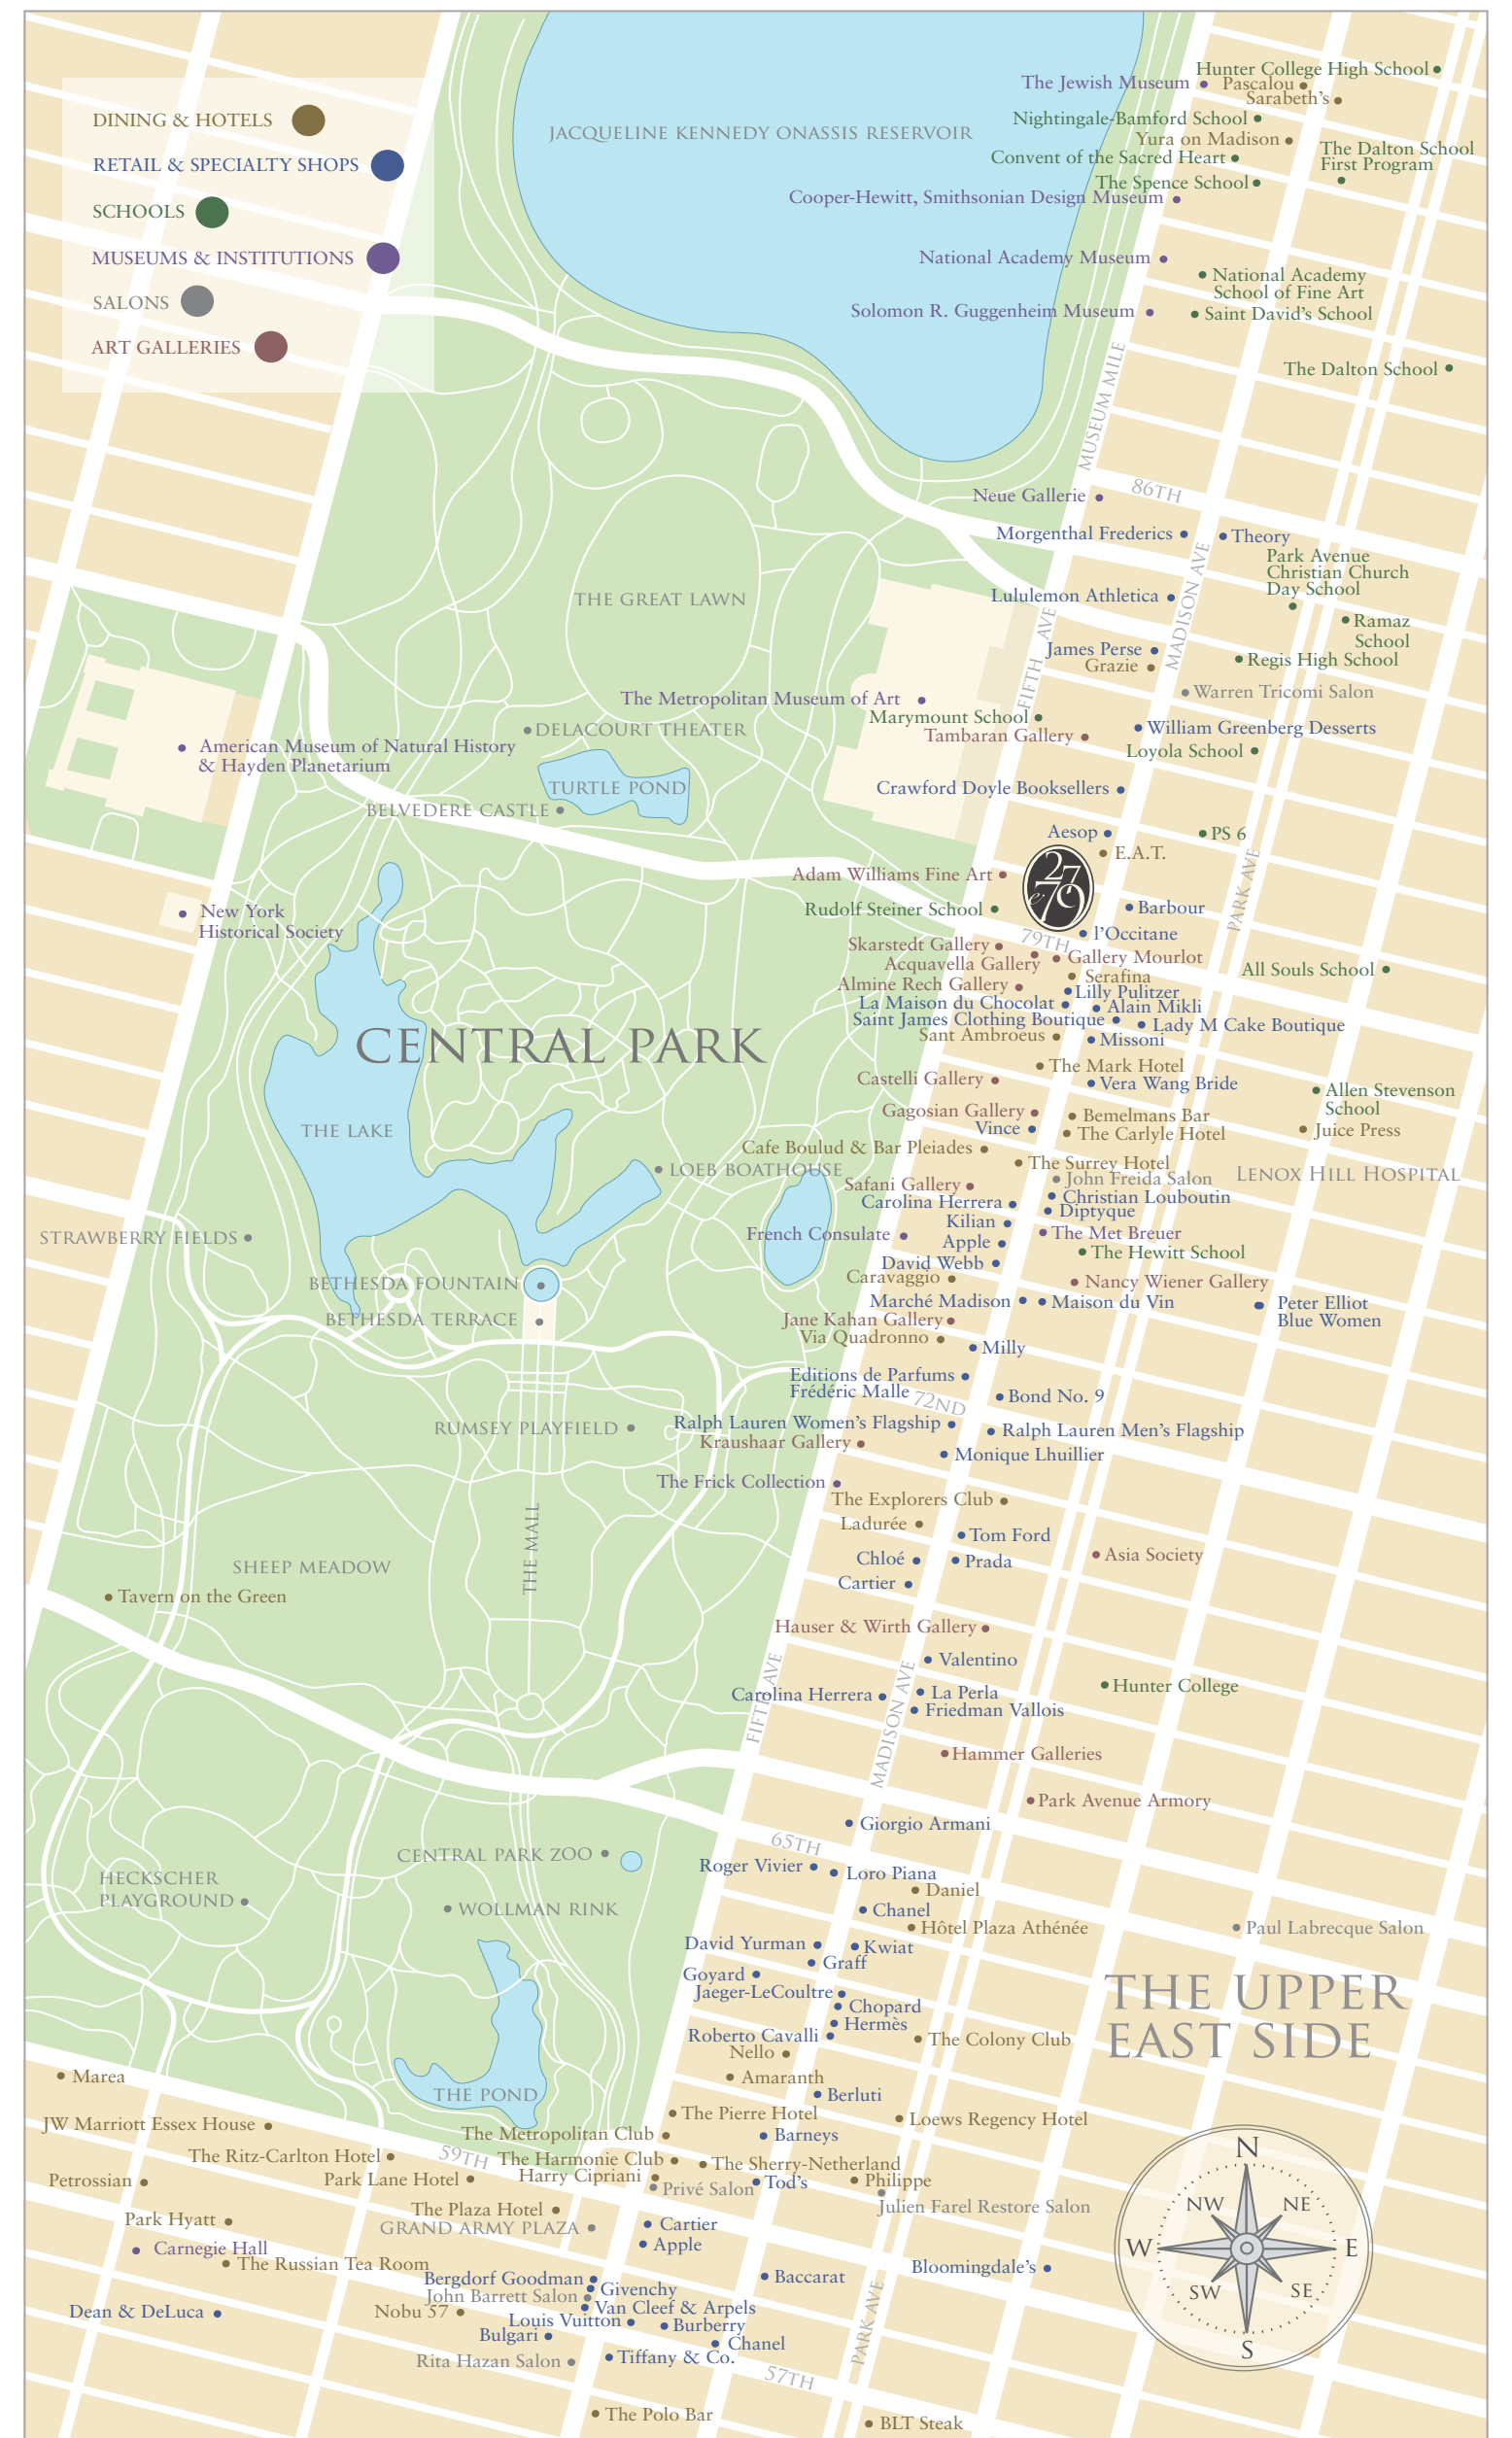 DINING & HOTELS
RETAIL & SPECIALTY SHOPS
SCHOOLS
MUSEUMS & INSTITUTIONS
SALONS
ART GALLERIES
JACQUELINE KENNEDY ONASSIS RESERVOIR
Hunter College High School
The Jewish Museum
Pascalou
Sarabeth's
Nightingale-Bamford School
Yura on Madison
The Dalton School
First Program
Convent of the Sacred Heart
The Spence School
Cooper-Hewitt, Smithsonian Design Museum
National Academy Museum
National Academy
School of Fine Art
Solomon R. Guggenheim Museum
Saint David's School
MUSEUM MILE
The Dalton School
Neue Gallerie
86TH
Morgenthal Frederics
Theory
Park Avenue
Christian Church
Day School
Lululemon Athletica
MADISON AVE
FIFTH AVE
Ramaz
School
James Perse
Grazie
Regis High School
THE GREAT LAWN
Warren Tricomi Salon
The Metropolitan Museum of Art
Marymount School
Tambaran Gallery
William Greenberg Desserts
Loyola School
DELACOURT THEATER
American Museum of Natural History
& Hayden Planetarium
TURTLE POND
BELVEDERE CASTLE
Crawford Doyle Booksellers
Aesop
PS 6
E.A.T.
27
e79
PARK AVE
Adam Williams Fine Art
Rudolf Steiner School
Barbour
New York
Historical Society
l'Occitane
79TH
Skarstedt Gallery
Gallery Mourlot
Acquavella Gallery
All Souls School
Serafina
Almine Rech Gallery
Lilly Pulitzer
La Maison du Chocolat
Alain Mikli
Saint James Clothing Boutique
Lady M Cake Boutique
Sant Ambroeus
Missoni
CENTRAL PARK
The Mark Hotel
Castelli Gallery
Vera Wang Bride
Allen Stevenson
School
Gagosian Gallery
Bemelmans Bar
Vince
The Carlyle Hotel
Juice Press
THE LAKE
Cafe Boulud & Bar Pleiades
The Surrey Hotel
LOEB BOATHOUSE
John Freida Salon
LENOX HILL HOSPITAL
Safani Gallery
Christian Louboutin
Carolina Herrera
Diptyque
Kilian
STRAWBERRY FIELDS
French Consulate
The Met Breuer
Apple
The Hewitt School
David Webb
Caravaggio
BETHESDA FOUNTAIN
Nancy Wiener Gallery
Marché Madison
Maison du Vin
Peter Elliot
Blue Women
BETHESDA TERRACE
Jane Kahan Gallery
Via Quadronno
Milly
Editions de Parfums
Frédéric Malle
72ND
Bond No. 9
RUMSEY PLAYFIELD
Ralph Lauren Women's Flagship
Ralph Lauren Men's Flagship
Kraushaar Gallery
Monique Lhuillier
The Frick Collection
The Explorers Club
Ladurée
Tom Ford
THE MALL
Chloé
Prada
Asia Society
SHEEP MEADOW
Cartier
Tavern on the Green
Hauser & Wirth Gallery
Valentino
FIFTH AVE
MADISON AVE
Hunter College
Carolina Herrera
La Perla
Friedman Vallois
Hammer Galleries
Park Avenue Armory
Giorgio Armani
65TH
CENTRAL PARK ZOO
Roger Vivier
Loro Piana
HECKSCHER
PLAYGROUND
Daniel
WOLLMAN RINK
Chanel
Hôtel Plaza Athénée
Paul Labrecque Salon
David Yurman
Kwiat
Graff
Goyard
Jaeger-LeCoultre
THE UPPER
EAST SIDE
Chopard
Hermès
Roberto Cavalli
The Colony Club
Nello
Marea
Amaranth
THE POND
Berluti
The Pierre Hotel
Loews Regency Hotel
JW Marriott Essex House
The Metropolitan Club
Barneys
The Ritz-Carlton Hotel
59TH
The Harmonie Club
The Sherry-Netherland
Petrossian
Park Lane Hotel
Harry Cipriani
Privé Salon
Tod's
Philippe
Julien Farel Restore Salon
The Plaza Hotel
Park Hyatt
GRAND ARMY PLAZA
Cartier
Carnegie Hall
Apple
The Russian Tea Room
Bloomingdale's
Bergdorf Goodman
Baccarat
Givenchy
John Barrett Salon
Van Cleef & Arpels
Dean & DeLuca
Nobu 57
Louis Vuitton
Burberry
Bulgari
Chanel
PARK AVE
Rita Hazan Salon
Tiffany & Co.
57TH
The Polo Bar
BLT Steak
N
NW
NE
W
E
SW
SE
S